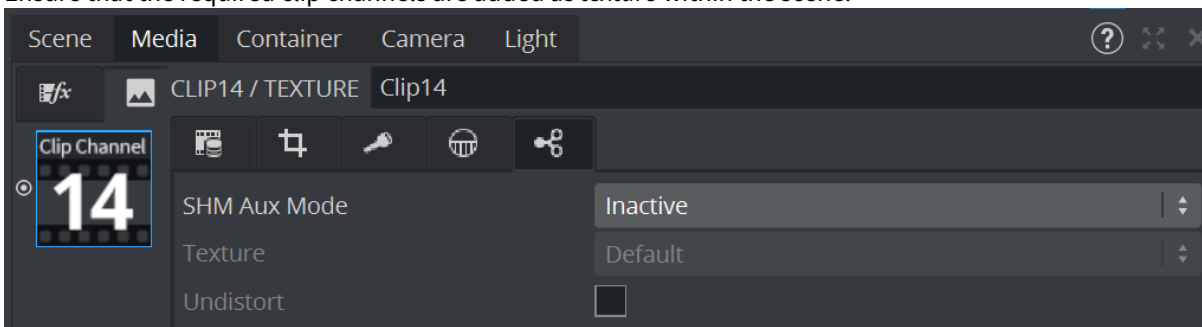 Ensure that the required clip channels are added as texture within the scene.
Scene Media Container Camera Light ?
fx CLIP14 / TEXTURE Clip14
Clip Channel
14
SHM Aux Mode Inactive
Texture Default
Undistort